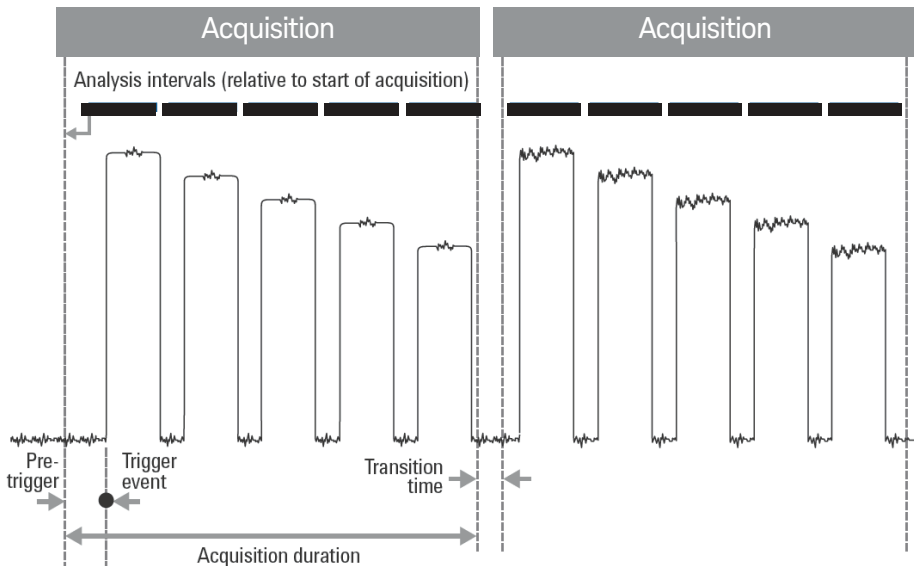 Acquisition
Acquisition
Analysis intervals (relative to start of acquisition)
Pre-
trigger
Trigger
event
Transition
time
Acquisition duration